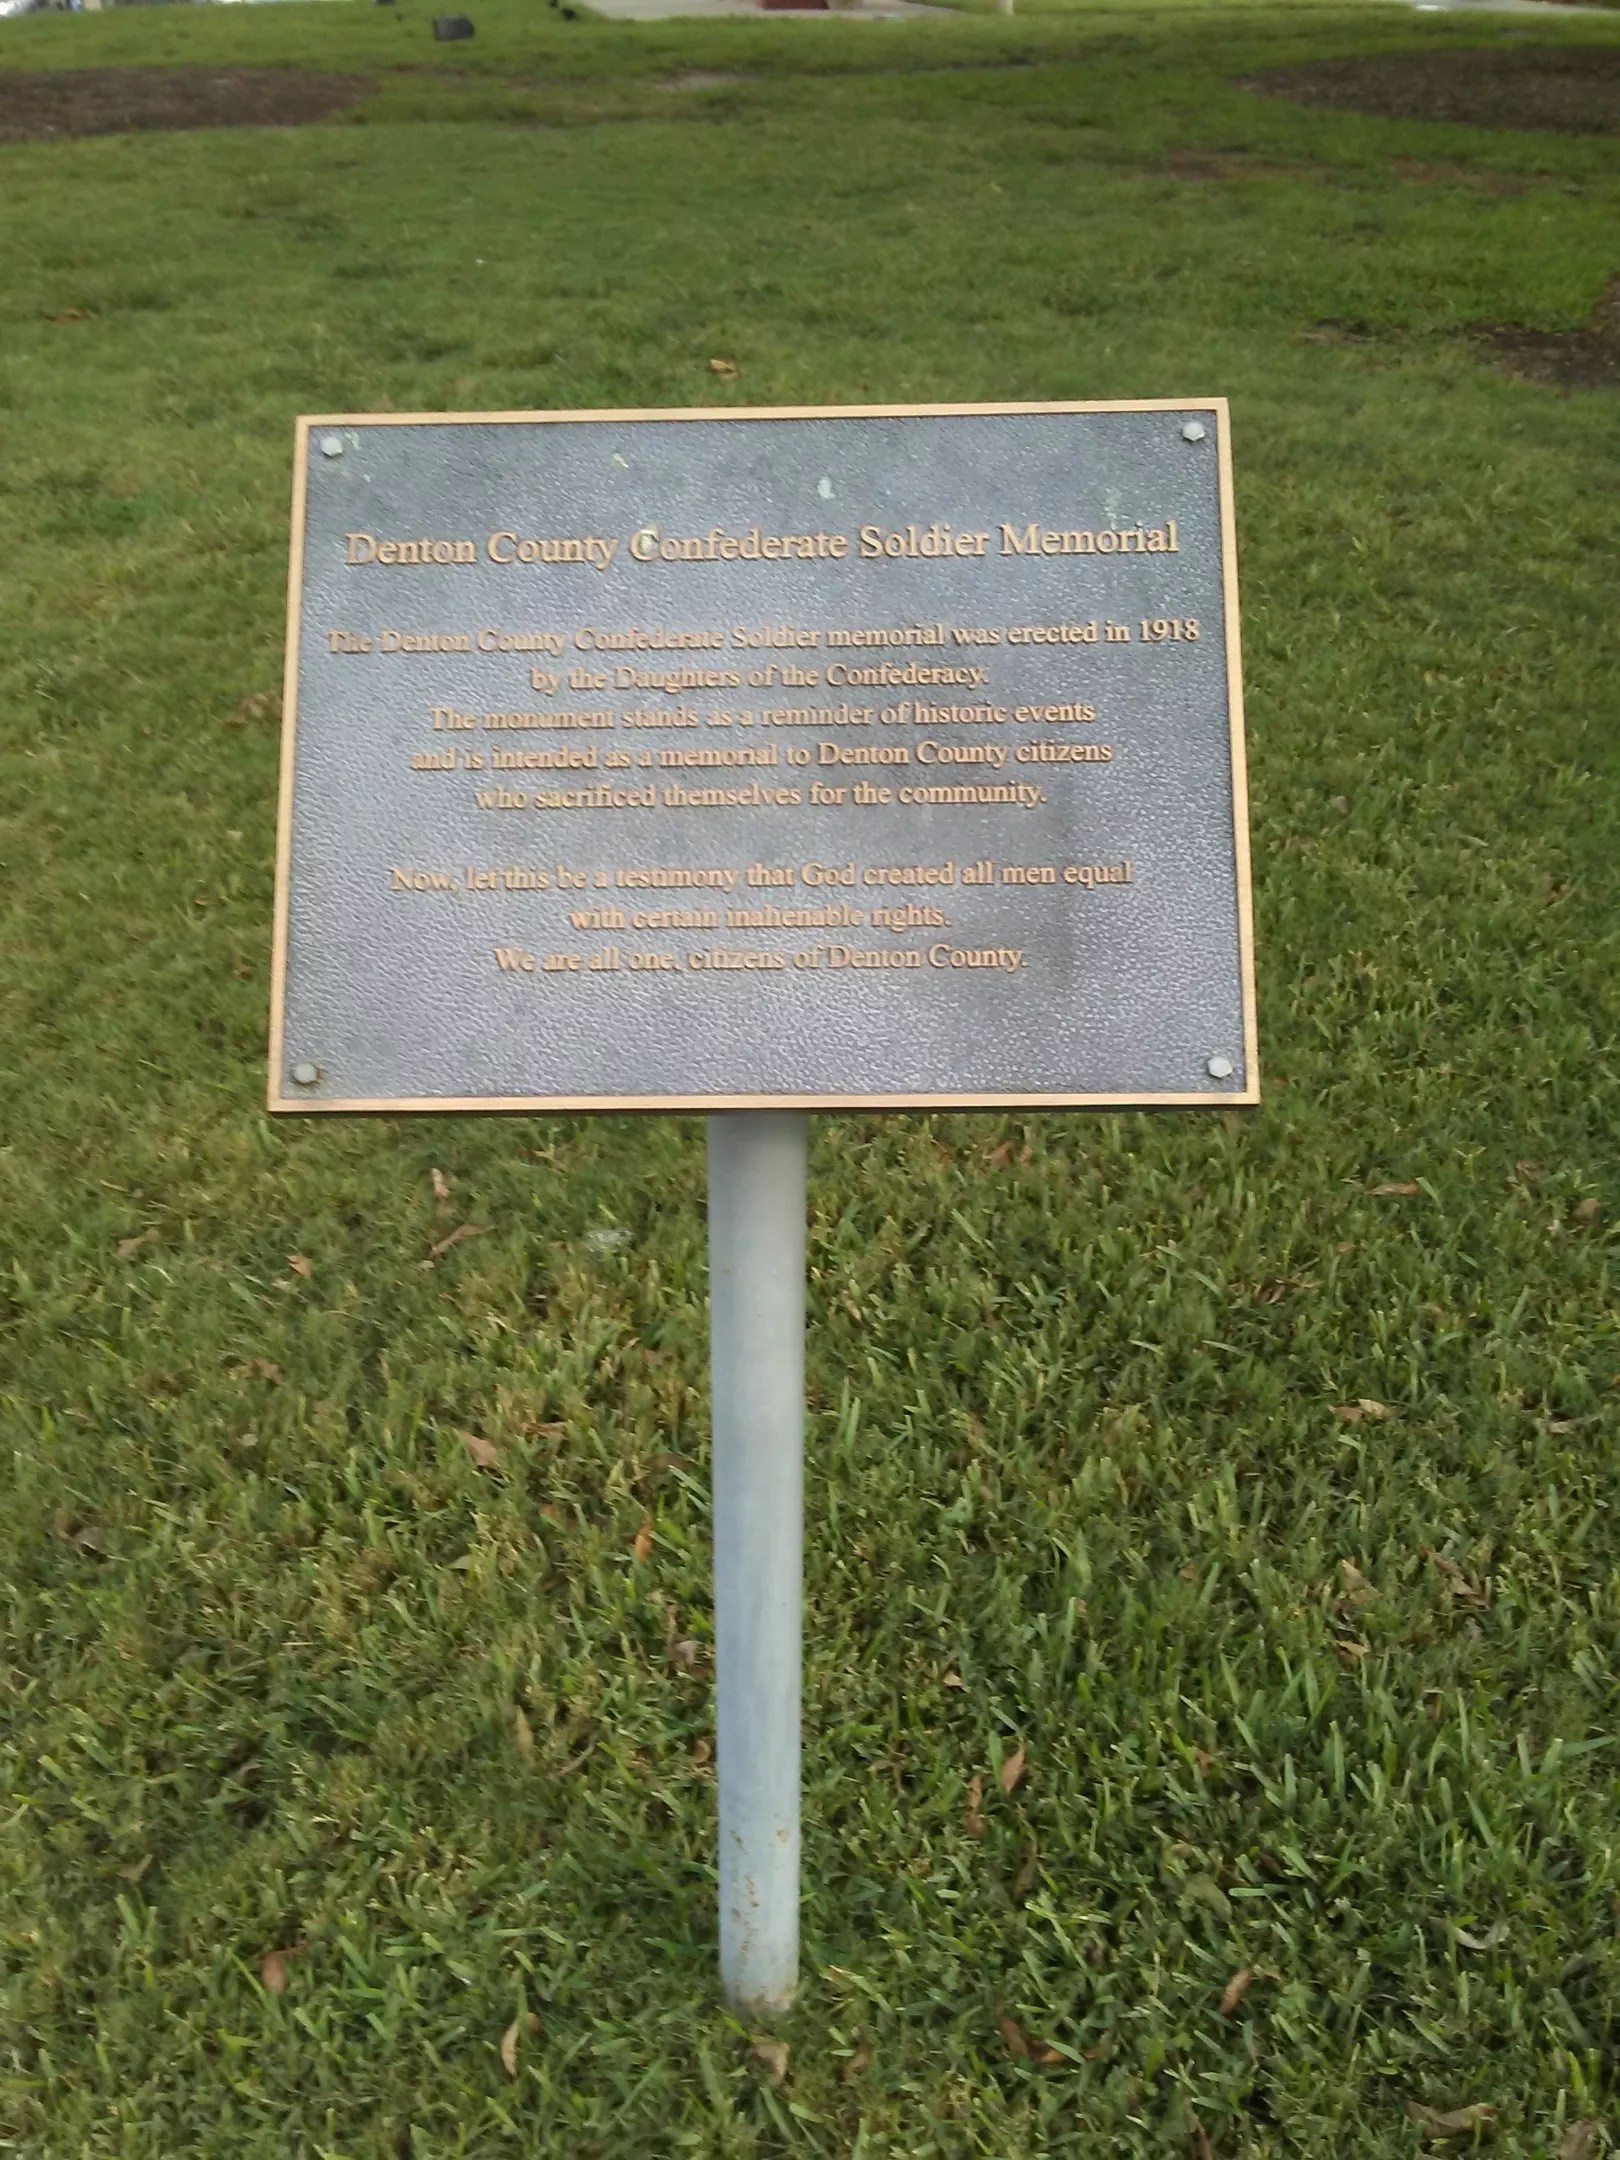 Denton County Confederate Soldier Memorial
The Denton County Confederate Soldier memorial was erected in 1918
by the Daughters of the Confederacy.
The monument stands as a reminder of historic events
and is intended as a memorial to Denton County citizens
who sacrificed themselves for the community.
Now, let this be a testimony that God created all men equal
with certain inalienable rights.
We are all one, citizens of Denton County.